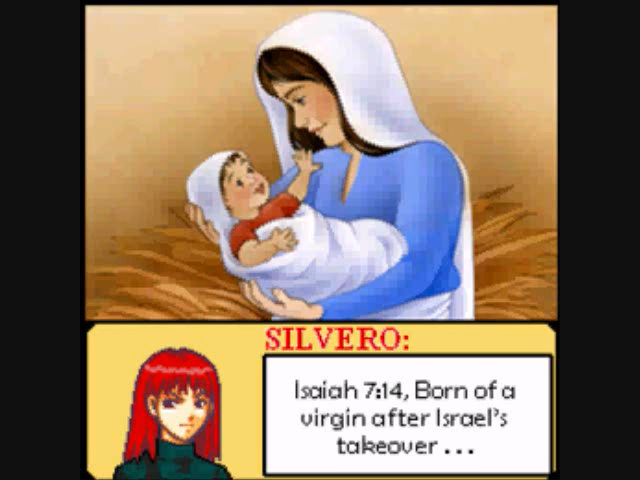 SILVERO:
Isaiah 7:14, Born of a
virgin after Israel's
takeover . . .